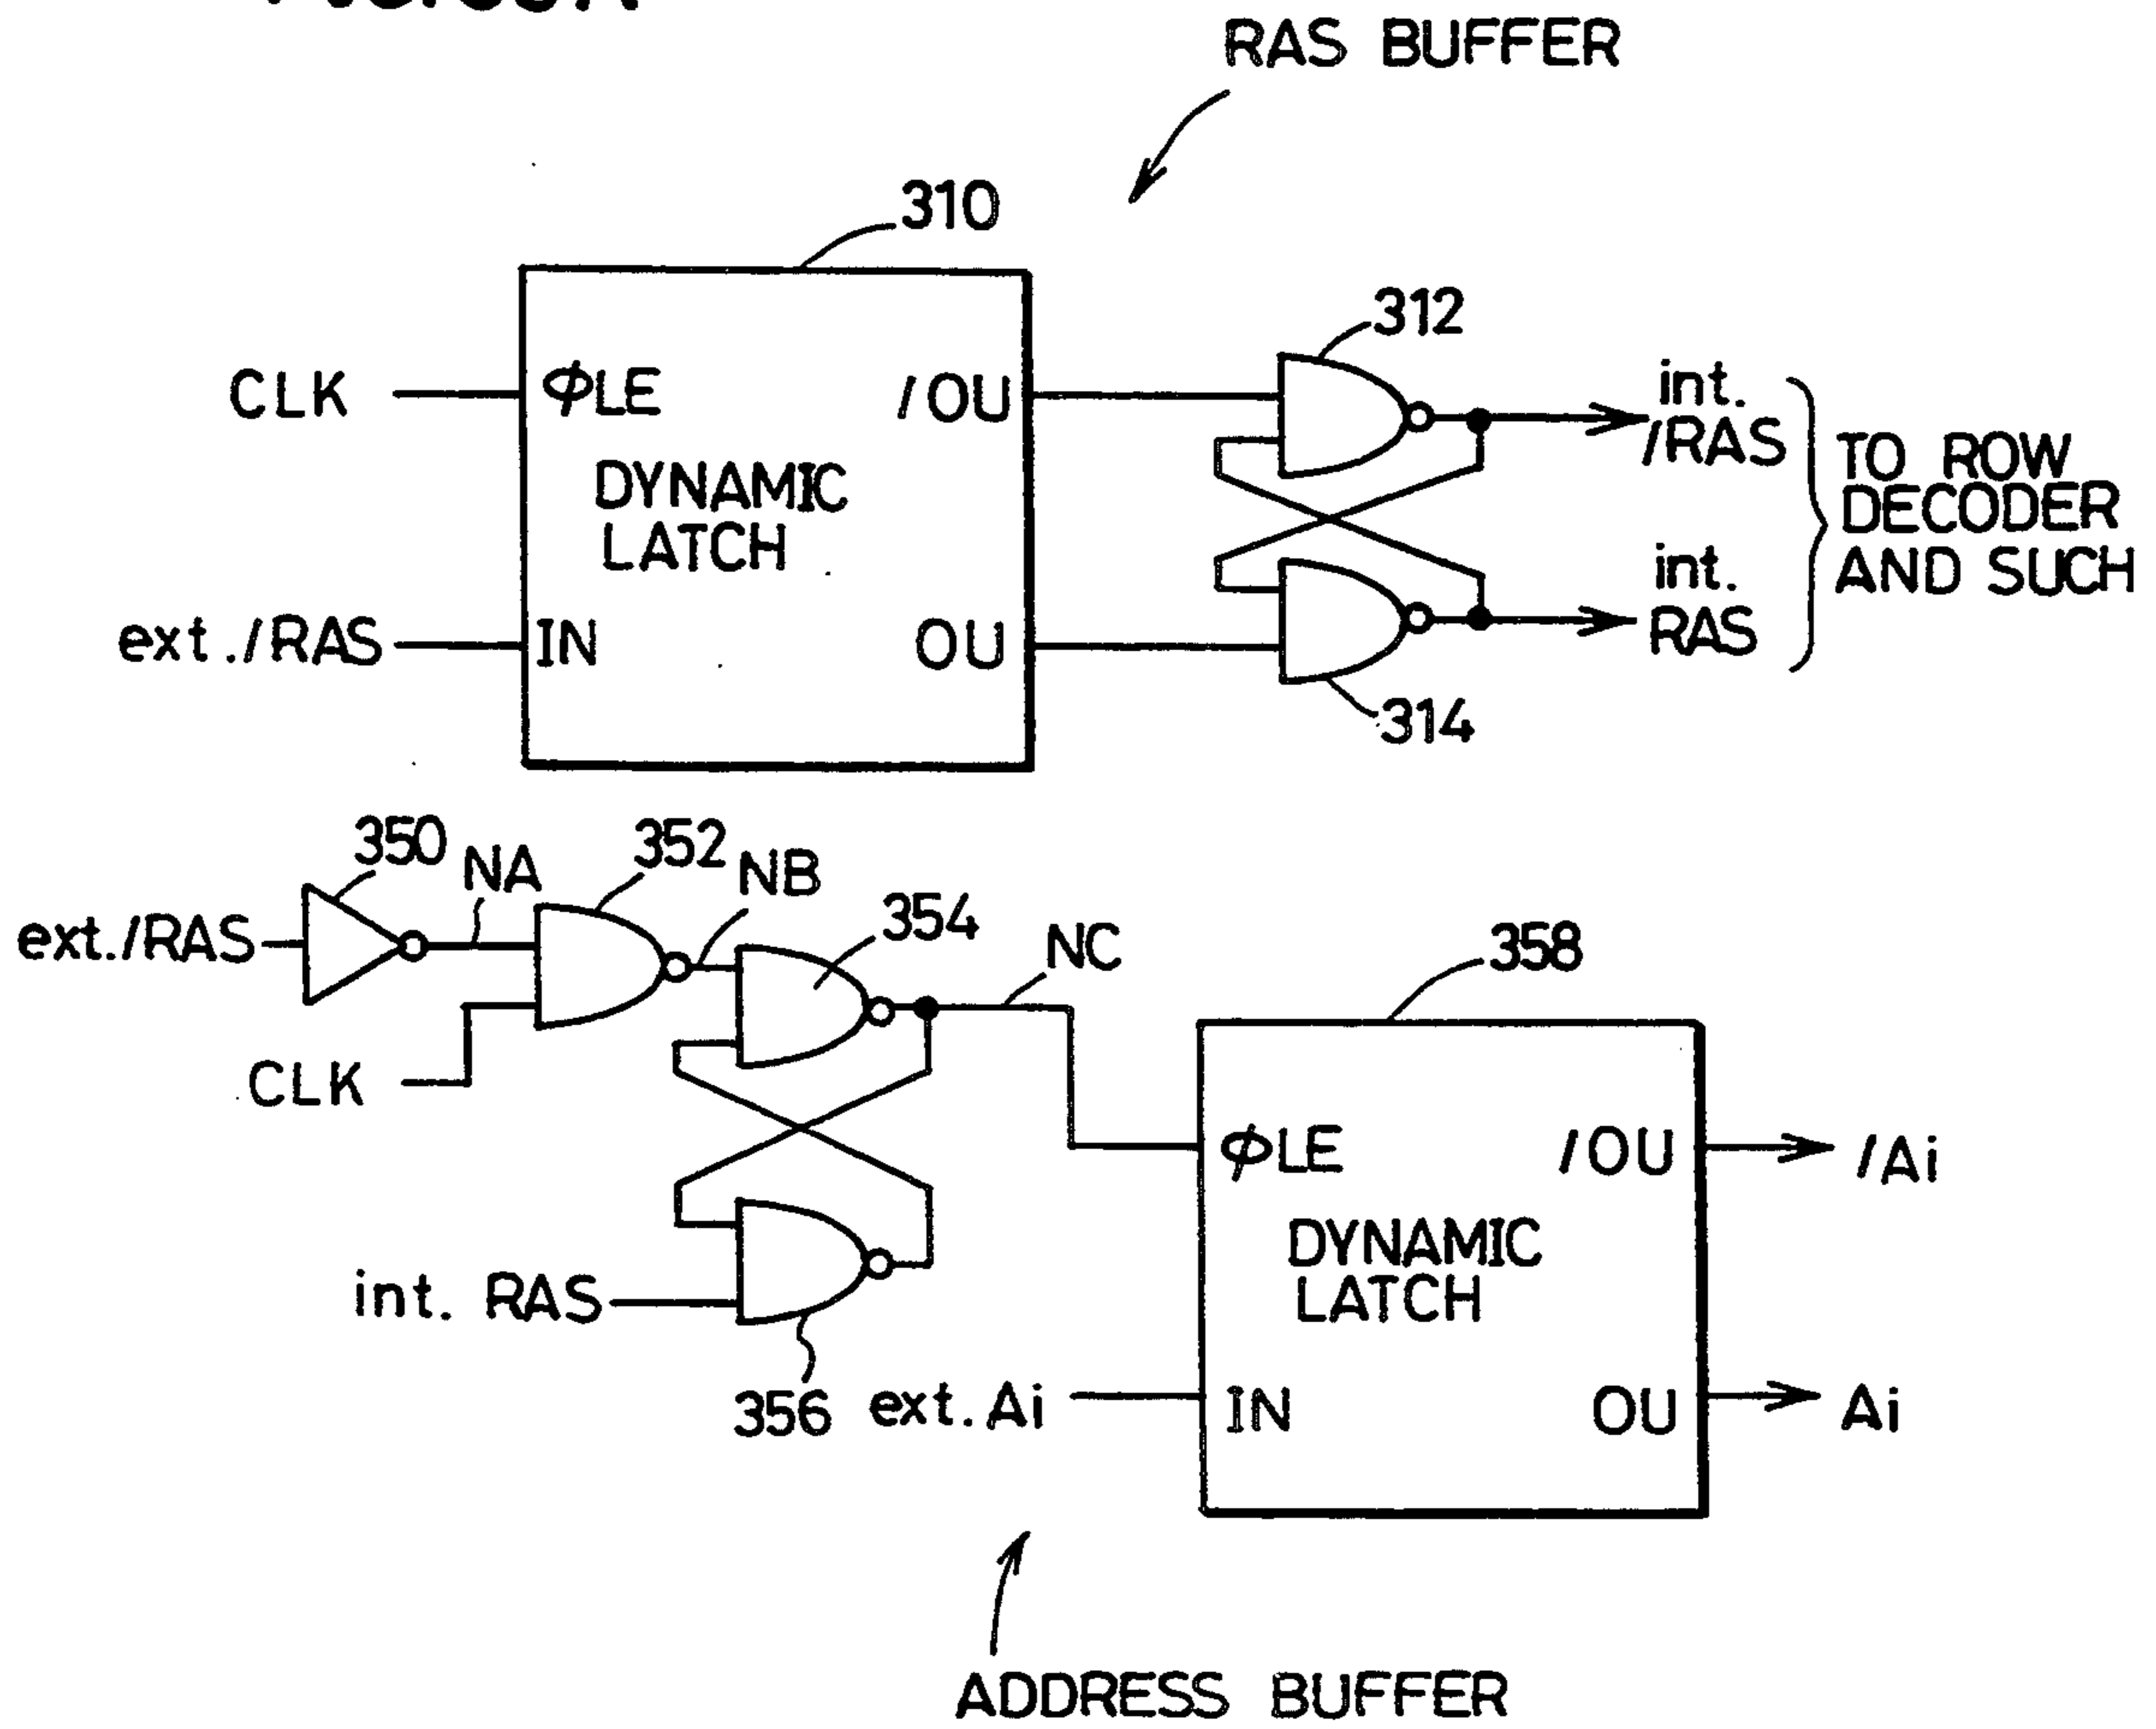 RAS BUFFER
310
312
CLK
ΦLE
/OU
int.
/RAS
DYNAMIC
LATCH
TO ROW
DECODER
AND SUCH
int.
RAS
ext./RAS
IN
OU
314
350
NA
352
NB
354
NC
358
ext./RAS
CLK
ΦLE
/OU
/Ai
DYNAMIC
LATCH
int. RAS
356
ext. Ai
IN
OU
Ai
ADDRESS BUFFER